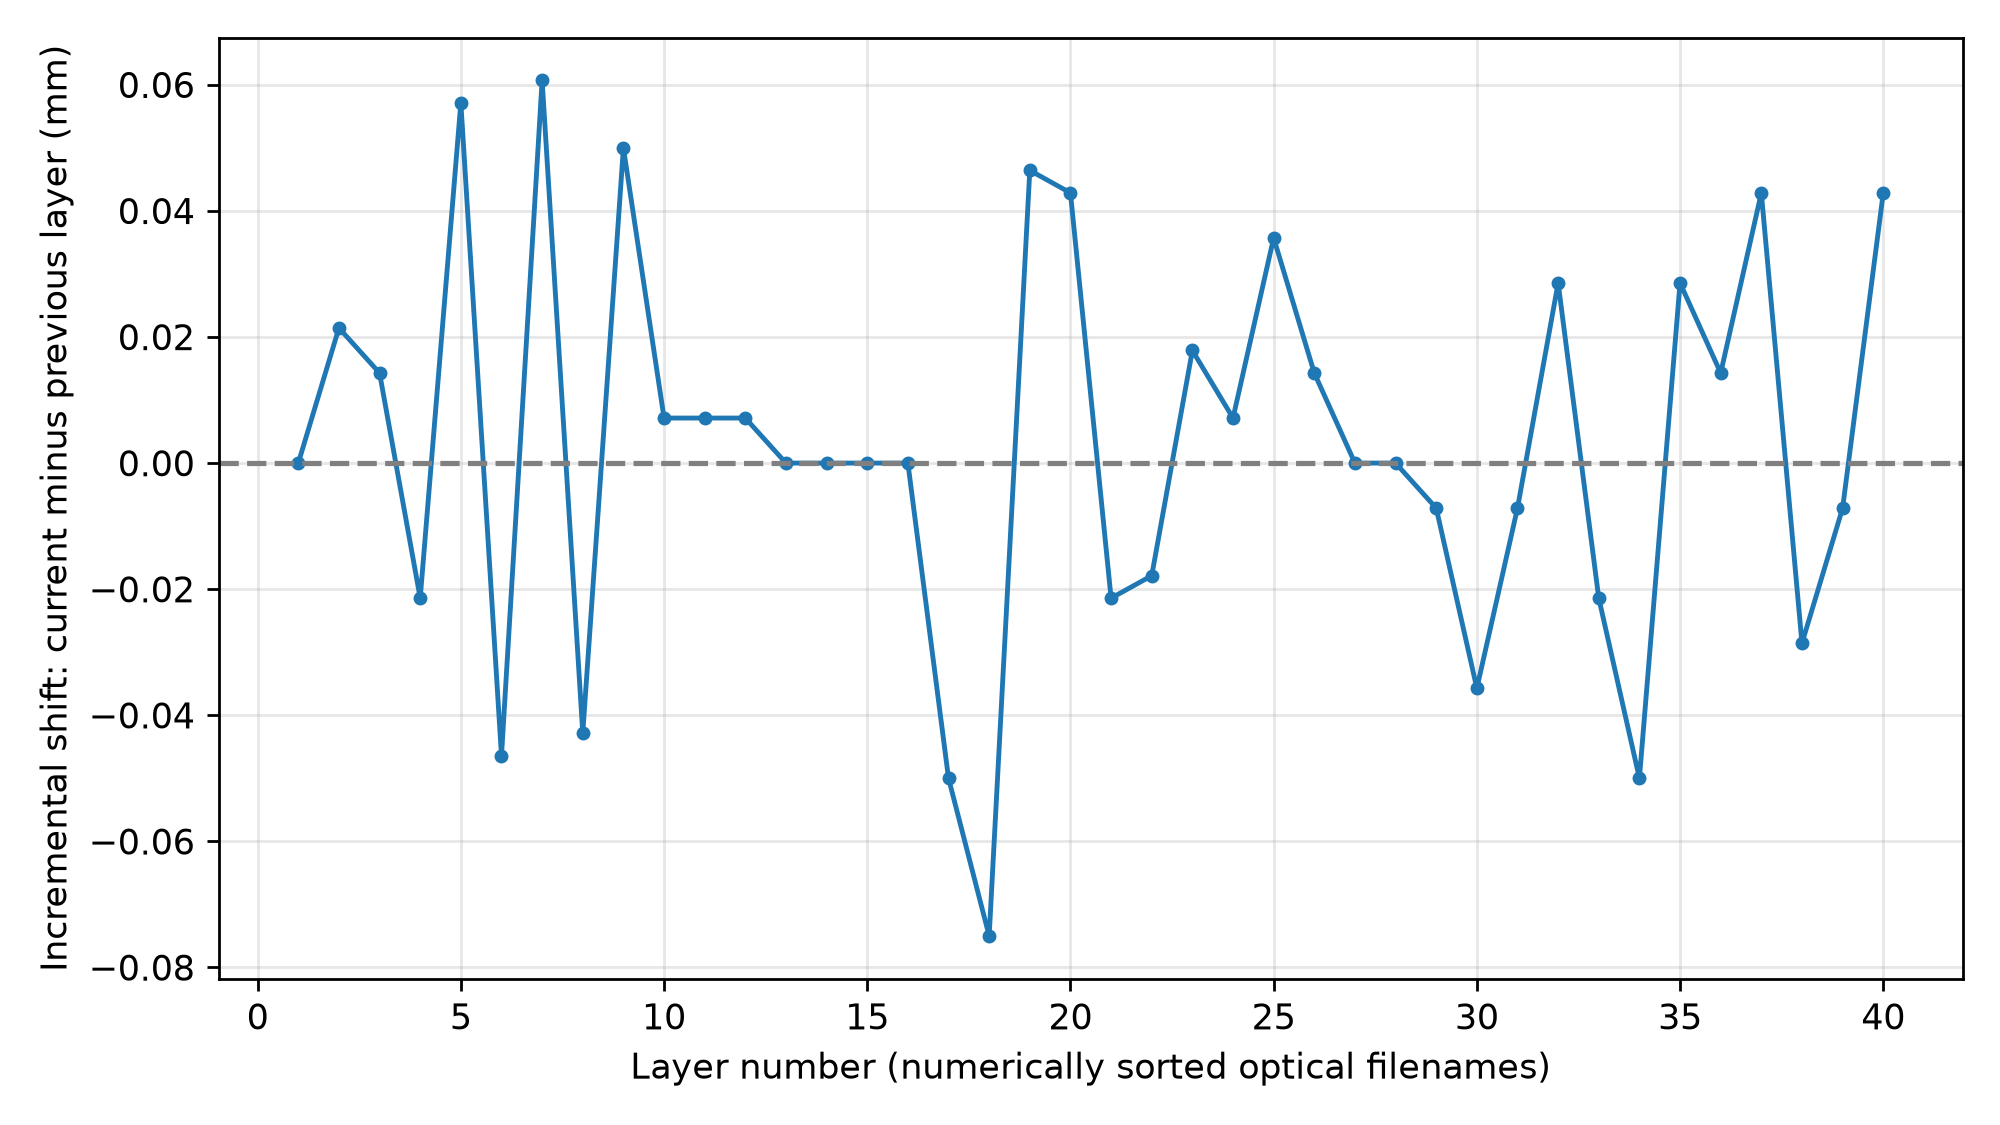 Incremental shift: current minus previous layer (mm)
0.06
0.04
0.02
0.00
−0.02
−0.04
−0.06
−0.08
0 5 10 15 20 25 30 35 40
Layer number (numerically sorted optical filenames)